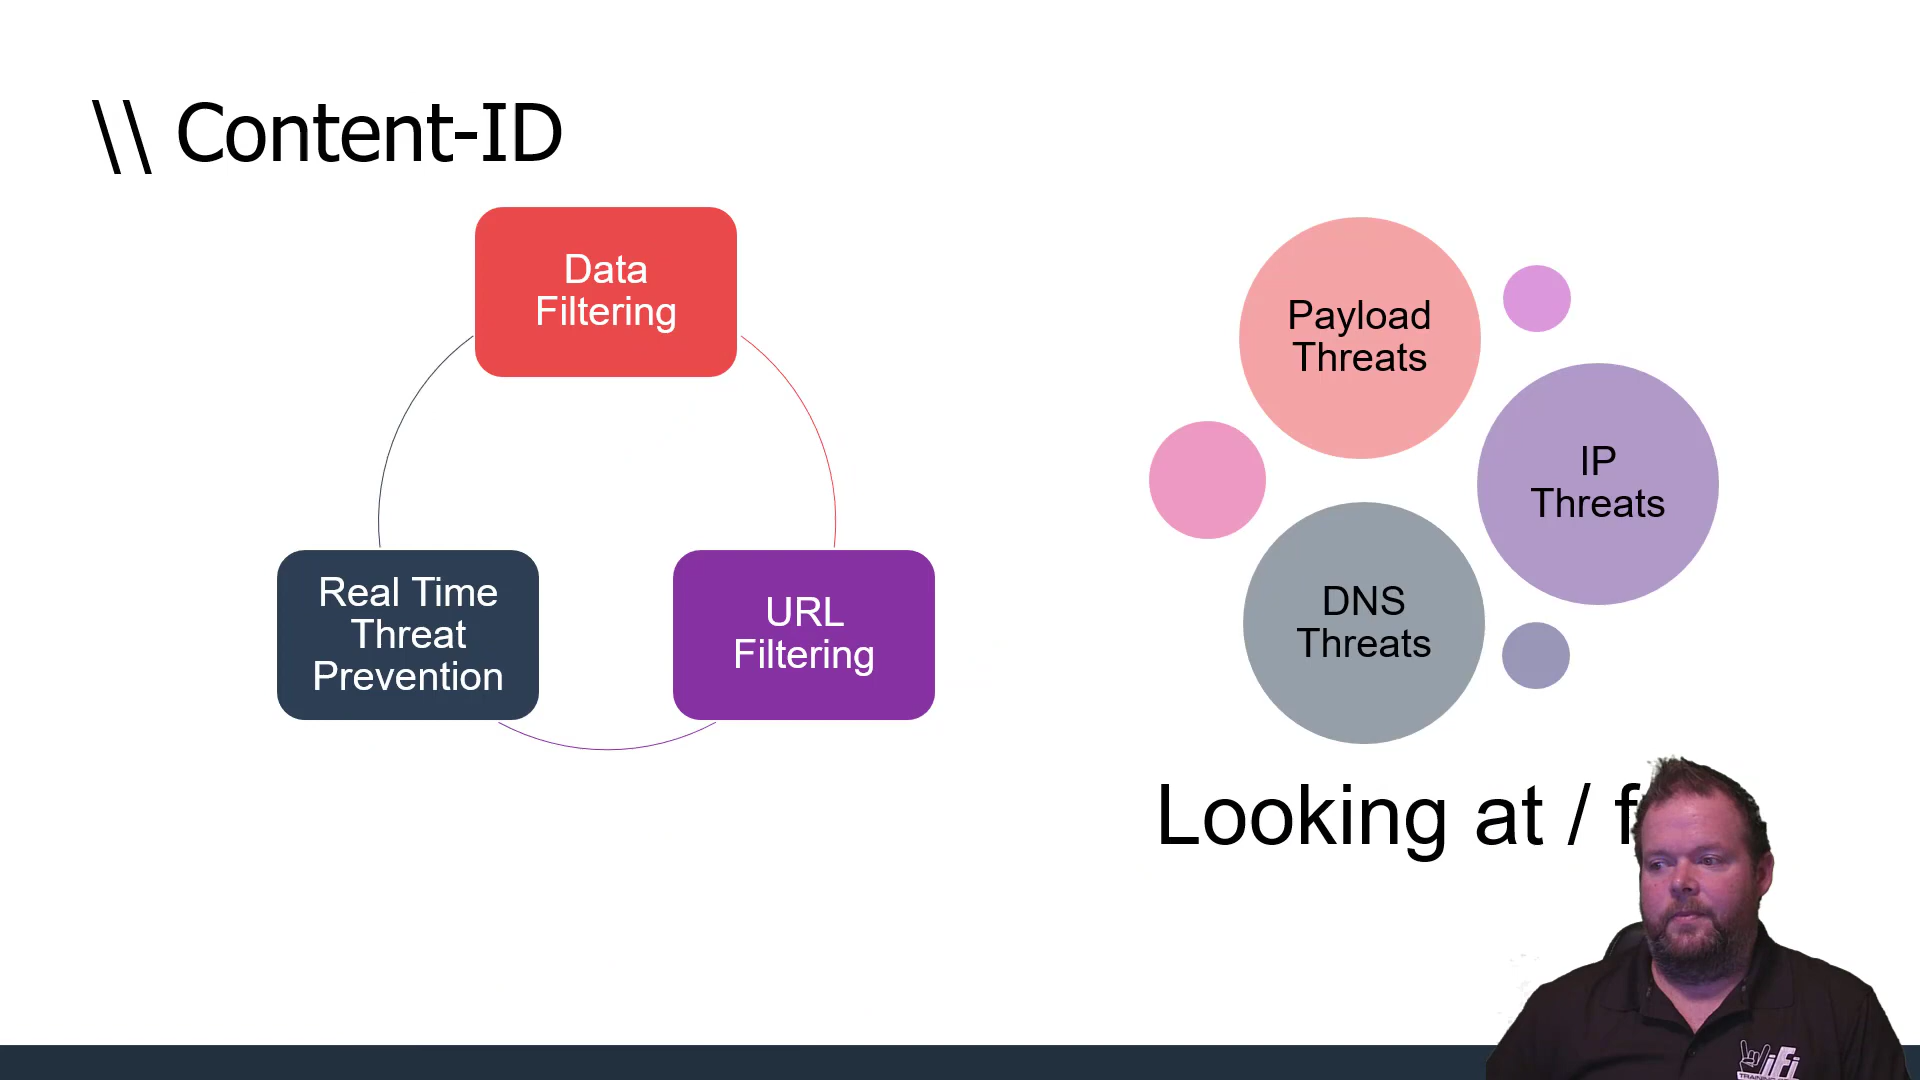 \\ Content-ID
Data
Filtering
Real Time
Threat
Prevention
URL
Filtering
Payload
Threats
IP
Threats
DNS
Threats
Looking at /